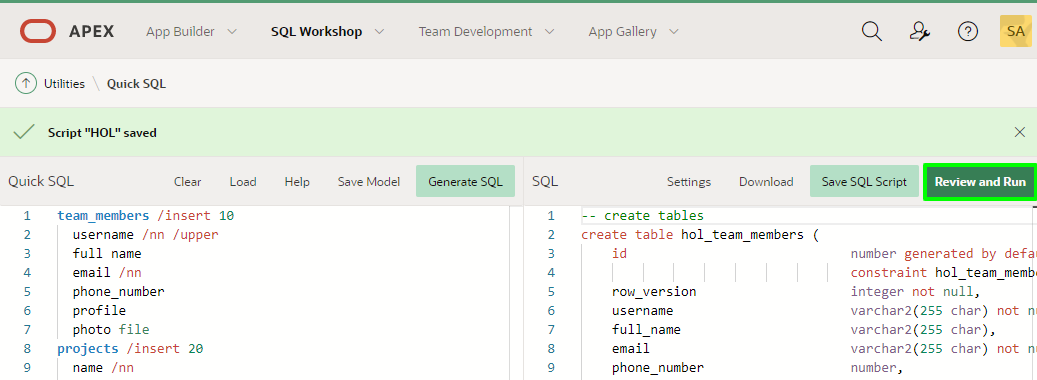 APEX App Builder SQL Workshop Team Development App Gallery SA
Utilities \ Quick SQL
Script "HOL" saved
Quick SQL Clear Load Help Save Model Generate SQL
1 team_members /insert 10
2 username /nn /upper
3 full name
4 email /nn
5 phone_number
6 profile
7 photo file
8 projects /insert 20
9 name /nn
SQL Settings Download Save SQL Script Review and Run
1 -- create tables
2 create table hol_team_members (
3 id number generated by defau
4 constraint hol_team_membe
5 row_version integer not null,
6 username varchar2(255 char) not nu
7 full_name varchar2(255 char),
8 email varchar2(255 char) not nu
9 phone_number number,